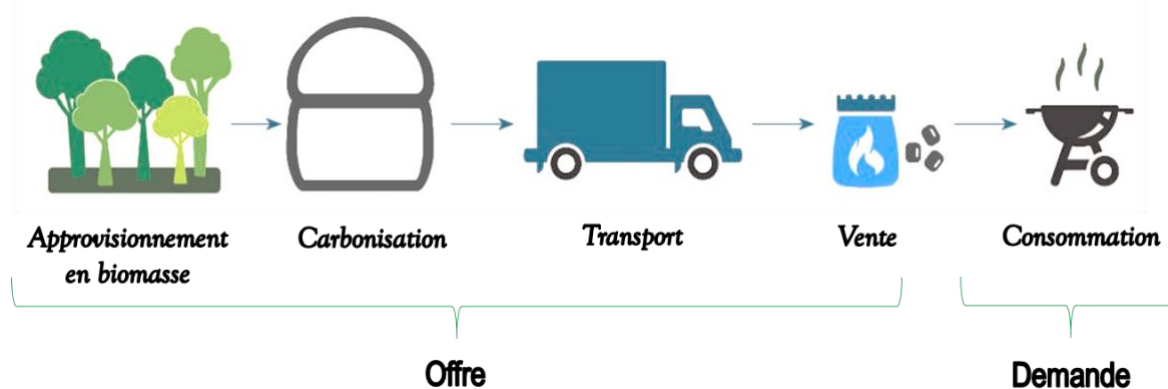 Approvisionnement
en biomasse
Carbonisation
Transport
Vente
Consommation
Offre
Demande